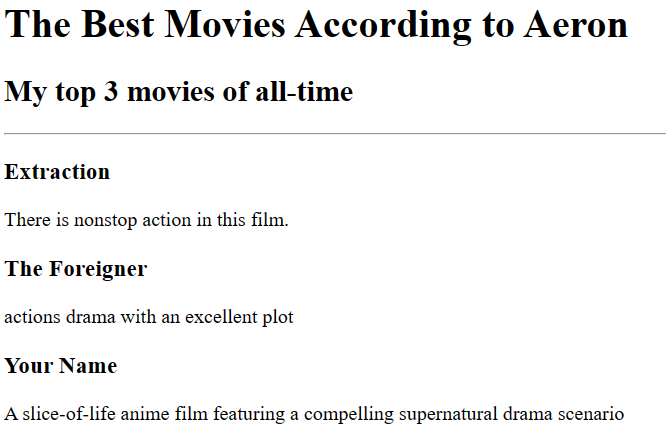 The Best Movies According to Aeron
My top 3 movies of all-time
Extraction
There is nonstop action in this film.
The Foreigner
actions drama with an excellent plot
Your Name
A slice-of-life anime film featuring a compelling supernatural drama scenario